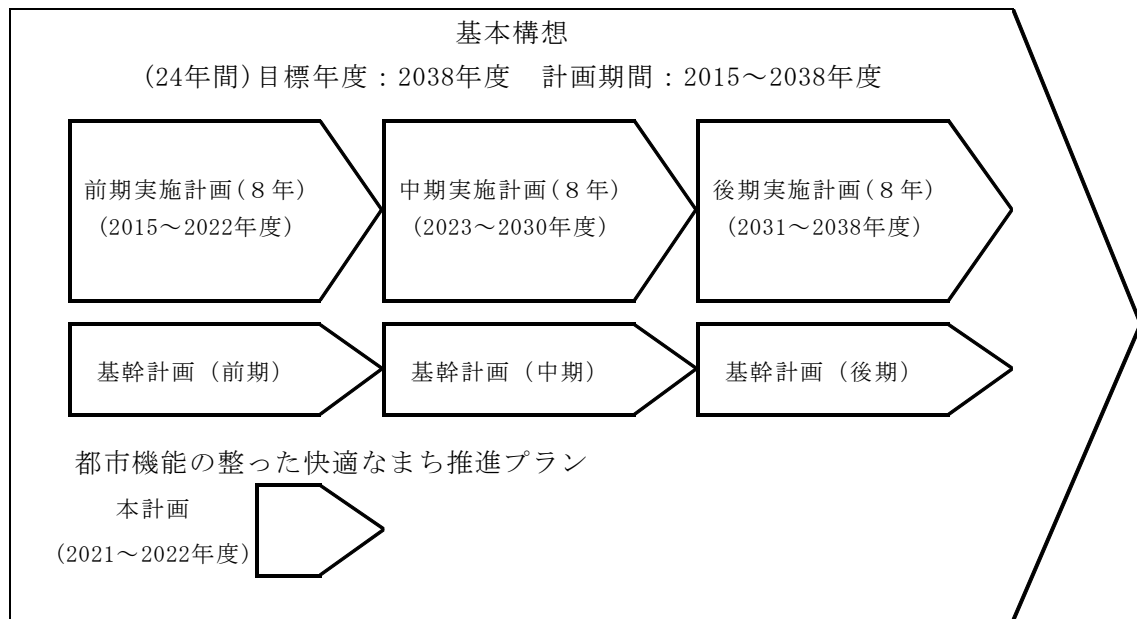 基本構想
(24年間)目標年度：2038年度　計画期間：2015～2038年度
前期実施計画(８年)
(2015～2022年度)
中期実施計画(８年)
(2023～2030年度)
後期実施計画(８年)
(2031～2038年度)
基幹計画（前期）
基幹計画（中期）
基幹計画（後期）
都市機能の整った快適なまち推進プラン
本計画
(2021～2022年度)